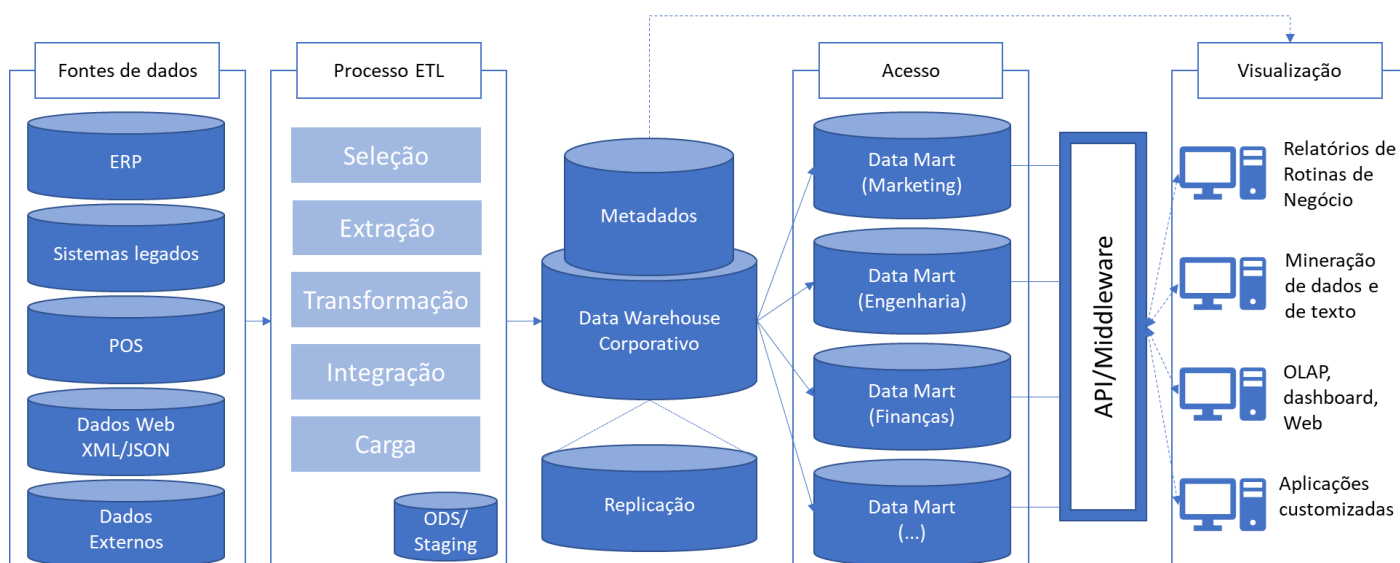 Fontes de dados
ERP
Sistemas legados
POS
Dados Web
XML/JSON
Dados
Externos
Processo ETL
Seleção
Extração
Transformação
Integração
Carga
ODS/
Staging
Metadados
Data Warehouse
Corporativo
Replicação
Acesso
Data Mart
(Marketing)
Data Mart
(Engenharia)
Data Mart
(Finanças)
Data Mart
(...)
API/Middleware
Visualização
Relatórios de
Rotinas de
Negócio
Mineração
de dados e
de texto
OLAP,
dashboard,
Web
Aplicações
customizadas